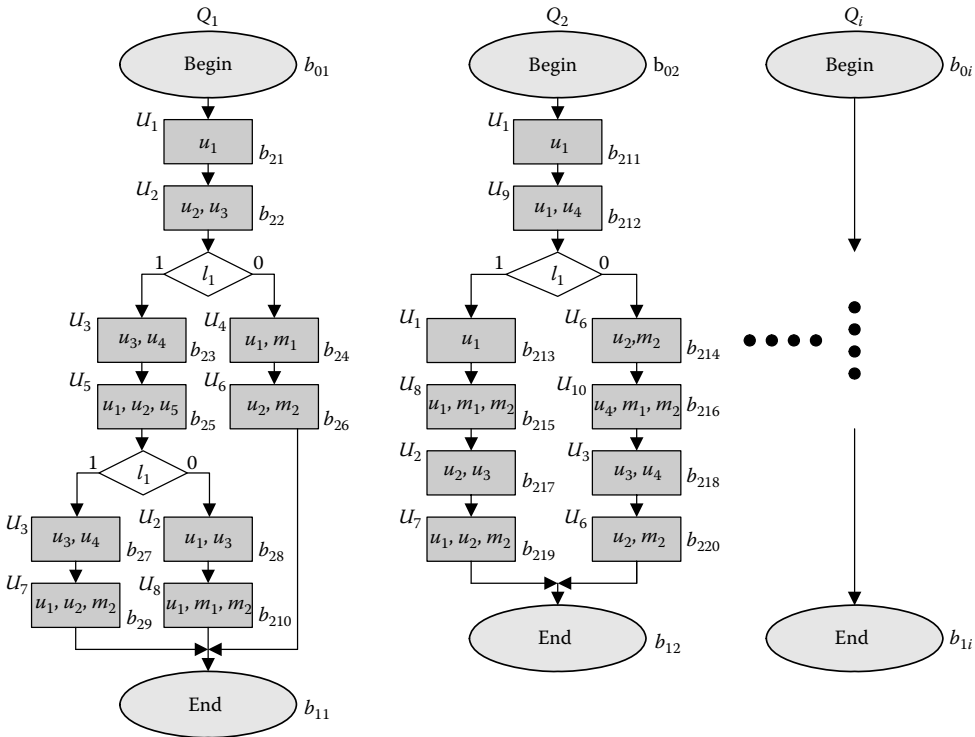 Q₁
Begin
b₀₁
U₁
u₁
b₂₁
U₂
u₂, u₃
b₂₂
1
l₁
0
U₃
u₃, u₄
b₂₃
U₄
u₁, m₁
b₂₄
U₅
u₁, u₂, u₅
b₂₅
U₆
u₂, m₂
b₂₆
1
l₁
0
U₃
u₃, u₄
b₂₇
U₂
u₁, u₃
b₂₈
U₇
u₁, u₂, m₂
b₂₉
U₈
u₁, m₁, m₂
b₂₁₀
End
b₁₁
Q₂
Begin
b₀₂
U₁
u₁
b₂₁₁
U₉
u₁, u₄
b₂₁₂
1
l₁
0
U₁
u₁
b₂₁₃
U₆
u₂,m₂
b₂₁₄
U₈
u₁, m₁, m₂
b₂₁₅
U₁₀
u₄, m₁, m₂
b₂₁₆
U₂
u₂, u₃
b₂₁₇
U₃
u₃, u₄
b₂₁₈
U₇
u₁, u₂, m₂
b₂₁₉
U₆
u₂, m₂
b₂₂₀
End
b₁₂
Qᵢ
Begin
b₀ᵢ
End
b₁ᵢ